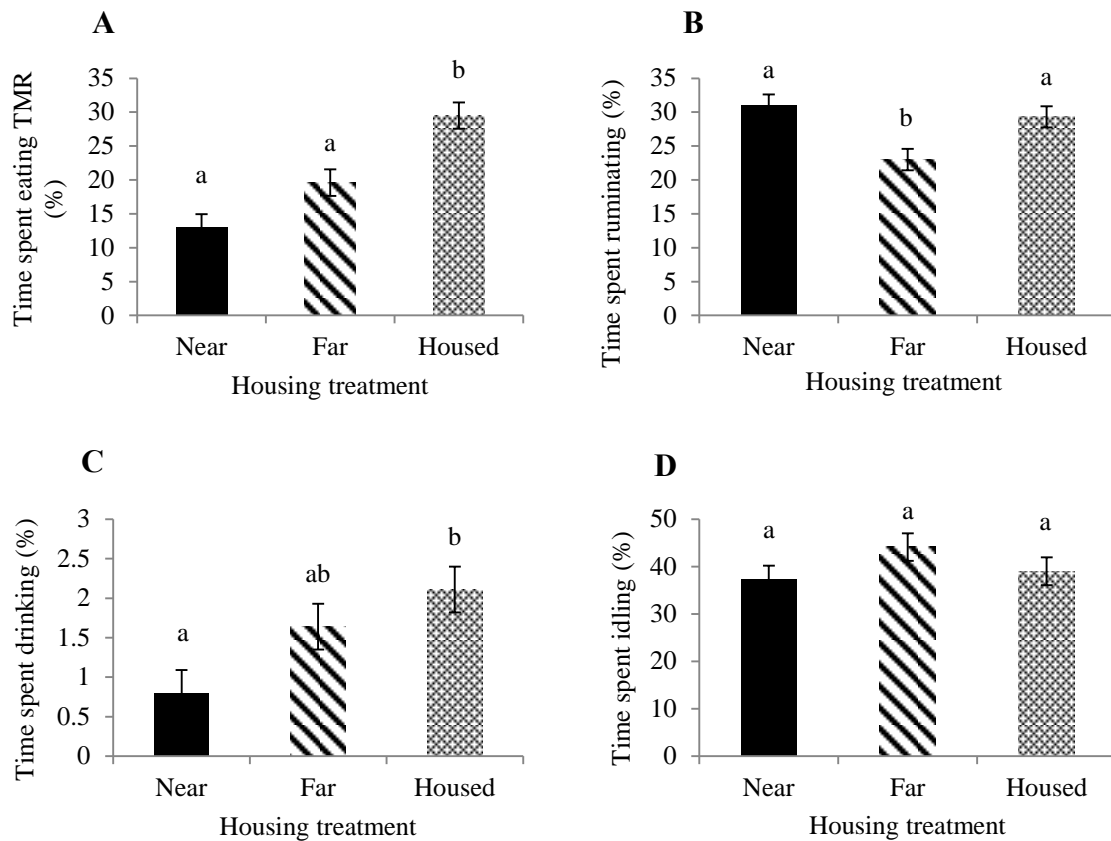 A
Time spent eating TMR
(%)
35
30
25
20
15
10
5
0
a
a
b
Near Far Housed
Housing treatment
B
Time spent ruminating (%)
35
30
25
20
15
10
5
0
a
b
a
Near Far Housed
Housing treatment
C
Time spent drinking (%)
3
2.5
2
1.5
1
0.5
0
a
ab
b
Near Far Housed
Housing treatment
D
Time spent idling (%)
50
40
30
20
10
0
a
a
a
Near Far Housed
Housing treatment